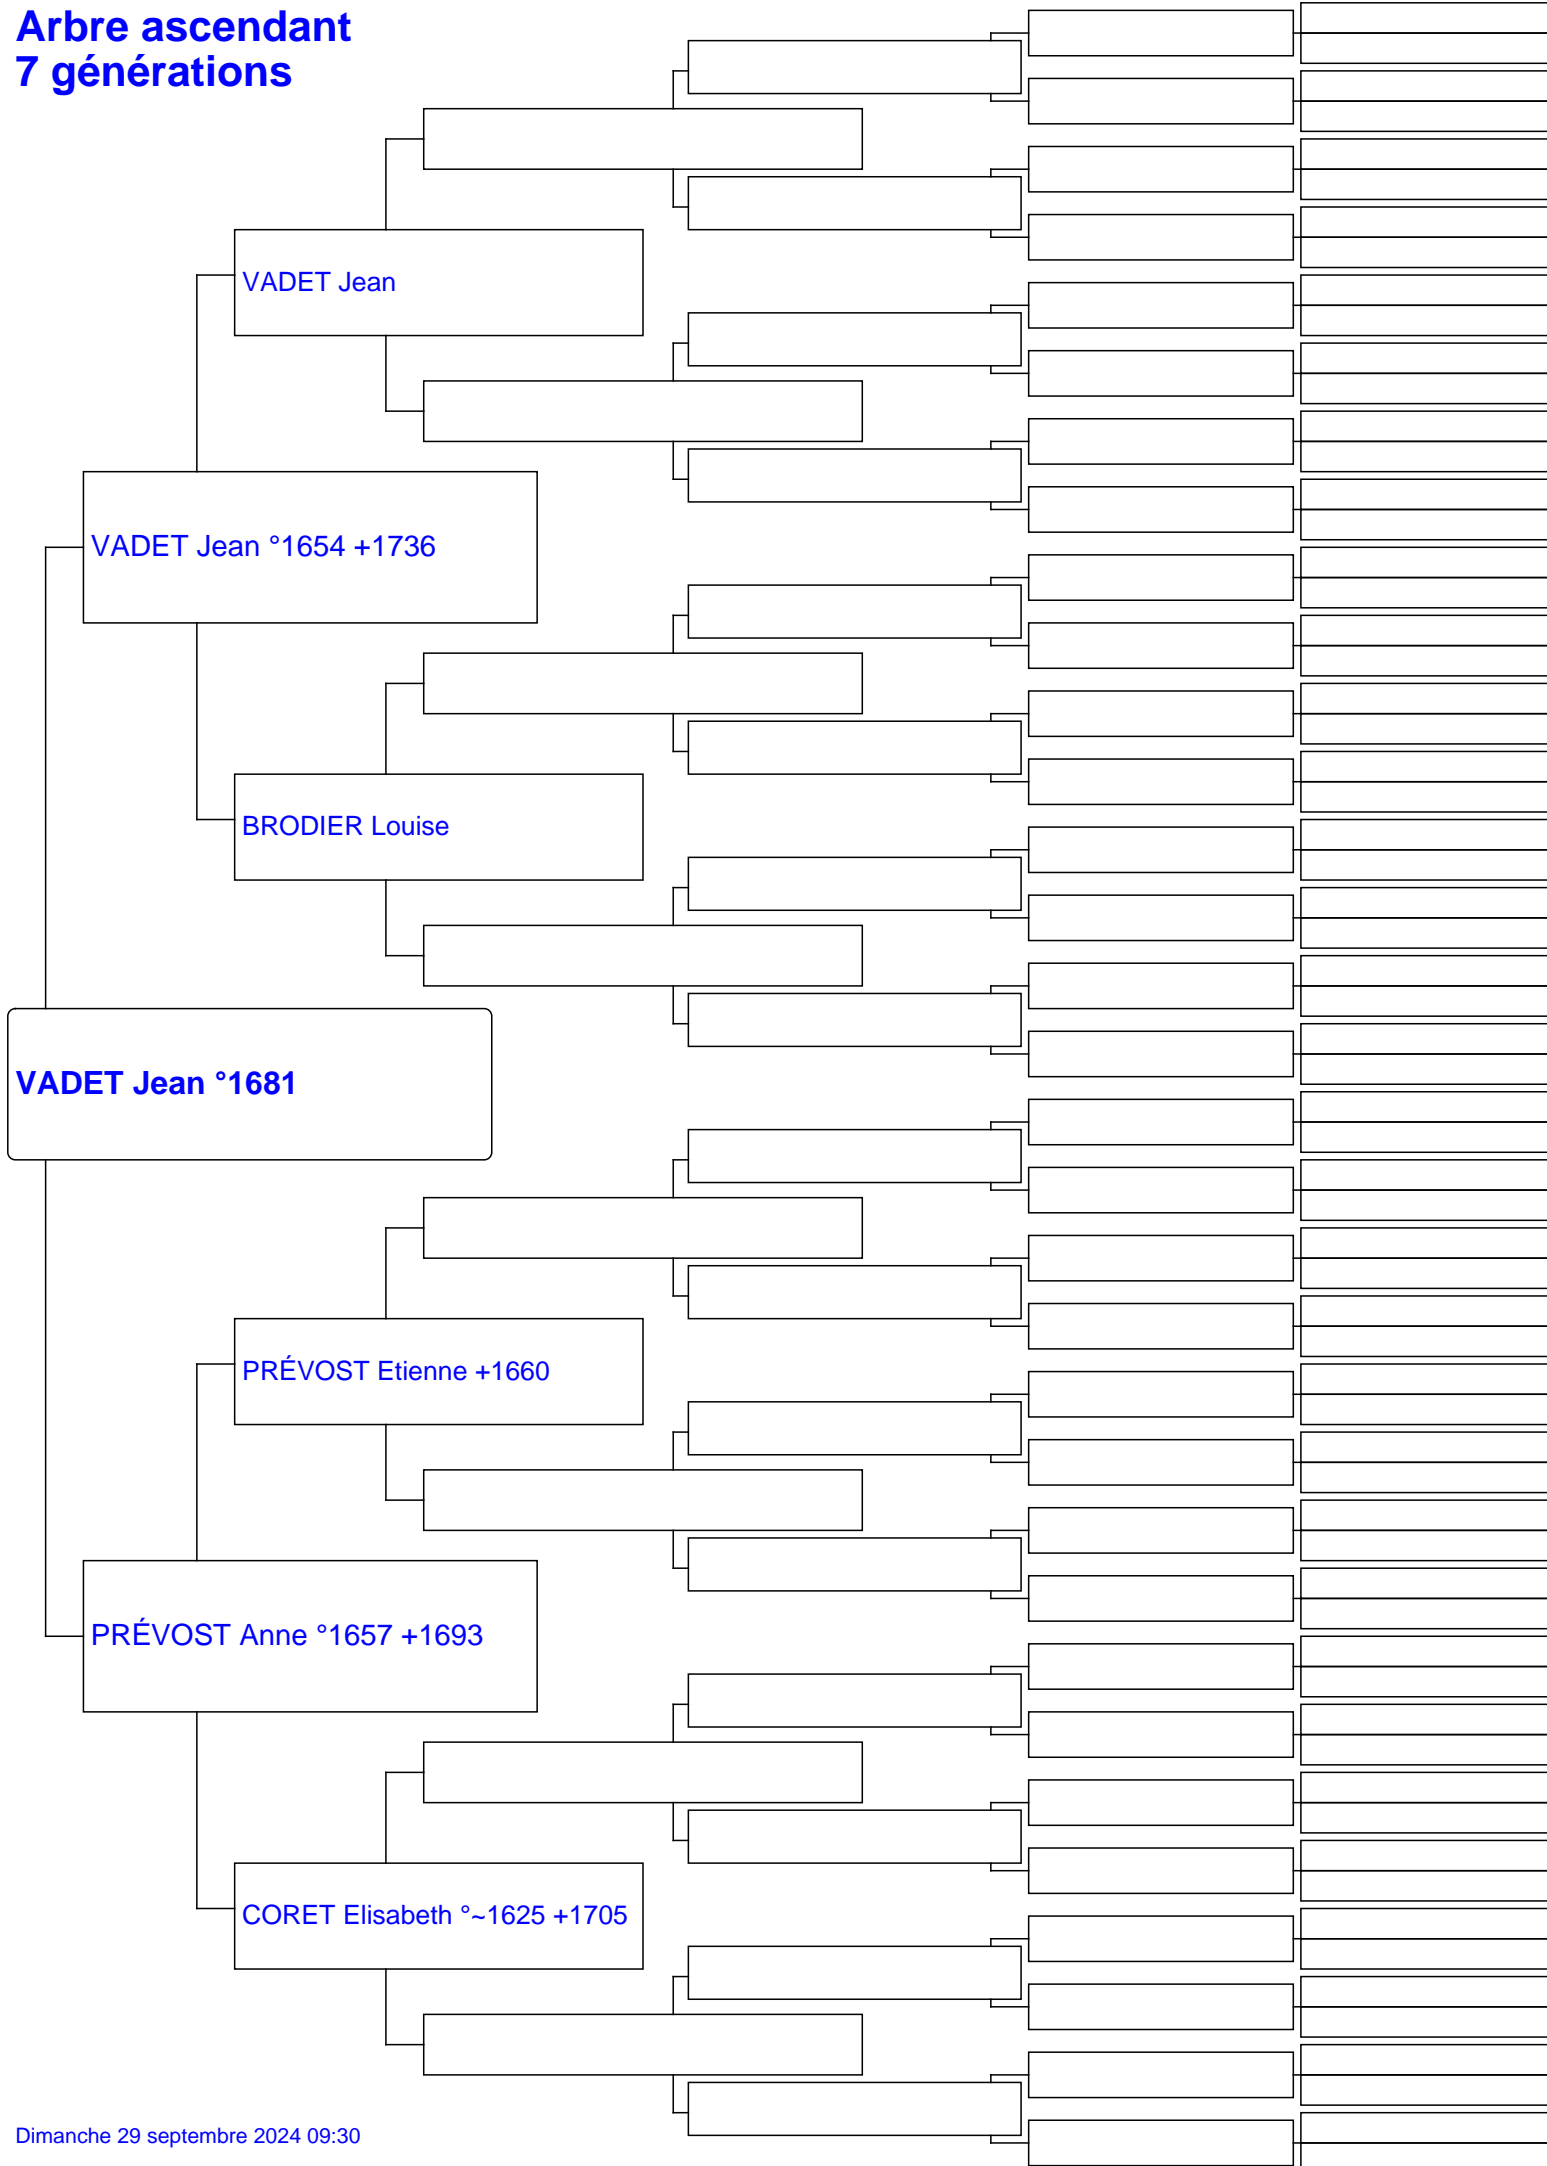 Arbre ascendant
7 générations
VADET Jean
VADET Jean °1654 +1736
BRODIER Louise
VADET Jean °1681
PRÉVOST Etienne +1660
PRÉVOST Anne °1657 +1693
CORET Elisabeth °~1625 +1705
Dimanche 29 septembre 2024 09:30